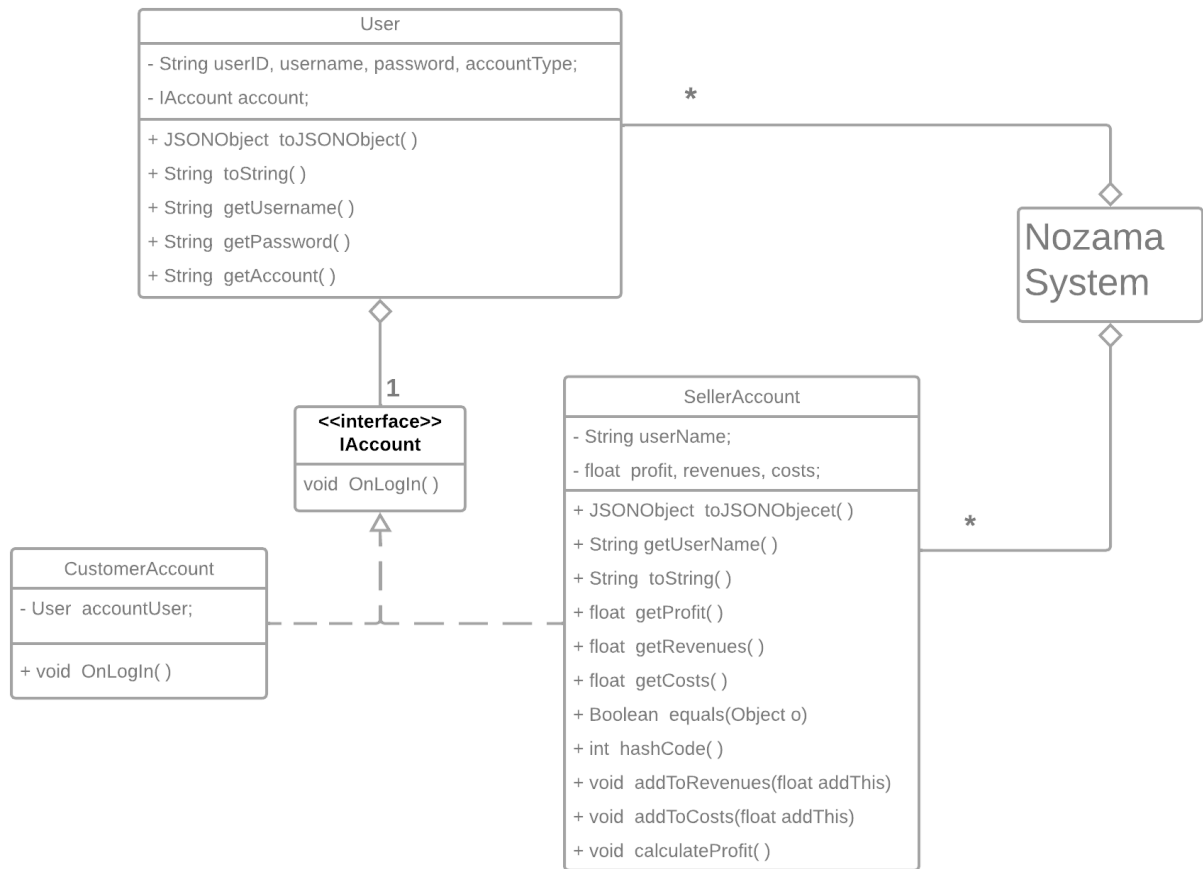 User
- String userID, username, password, accountType;
- IAccount account;
+ JSONObject toJSONObject( )
+ String toString( )
+ String getUsername( )
+ String getPassword( )
+ String getAccount( )
*
Nozama
System
1
<<interface>>
IAccount
void OnLogIn( )
CustomerAccount
- User accountUser;
+ void OnLogIn( )
SellerAccount
- String userName;
- float profit, revenues, costs;
+ JSONObject toJSONObjecet( )
+ String getUserName( )
+ String toString( )
+ float getProfit( )
+ float getRevenues( )
+ float getCosts( )
+ Boolean equals(Object o)
+ int hashCode( )
+ void addToRevenues(float addThis)
+ void addToCosts(float addThis)
+ void calculateProfit( )
*